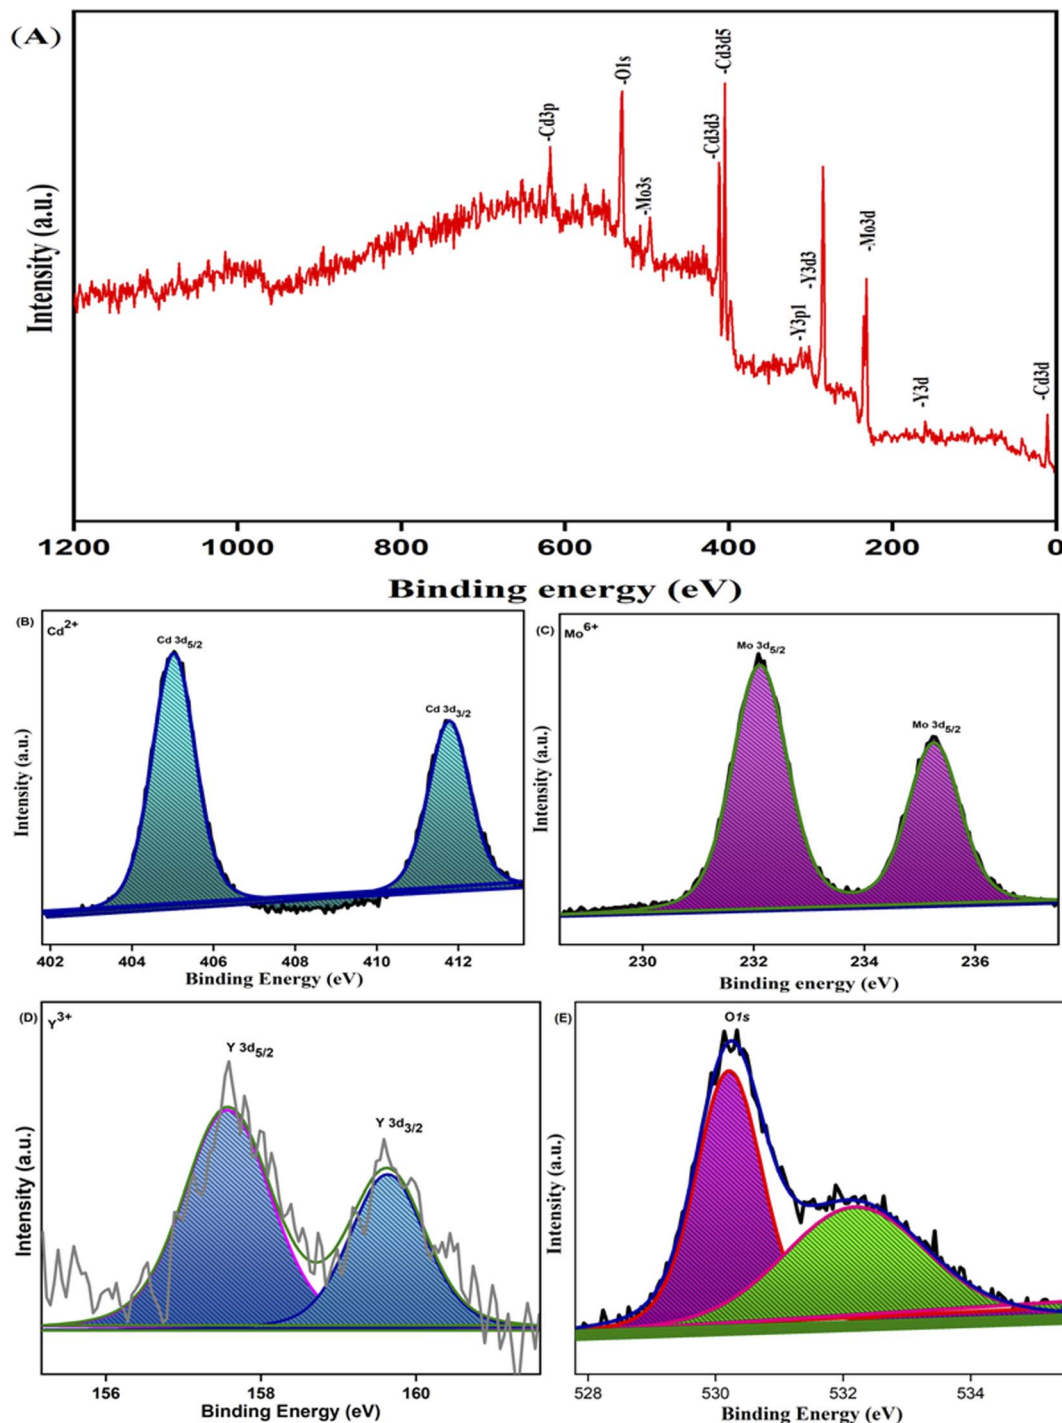 (A)
-Cd3p
-O1s
-Mo3s
-Cd3d3
-Cd3d5
-Y3p1
-Y3d3
-Mo3d
-Y3d
-Cd3d
Intensity (a.u.)
1200 1000 800 600 400 200 0
Binding energy (eV)
(B) Cd2+
Cd 3d5/2
Cd 3d3/2
Intensity (a.u.)
402 404 406 408 410 412
Binding Energy (eV)
(C) Mo6+
Mo 3d5/2
Mo 3d5/2
Intensity (a.u.)
230 232 234 236
Binding energy (eV)
(D) Y3+
Y 3d5/2
Y 3d3/2
Intensity (a.u.)
156 158 160
Binding Energy (eV)
(E)
O1s
Intensity (a.u.)
528 530 532 534
Binding Energy (eV)